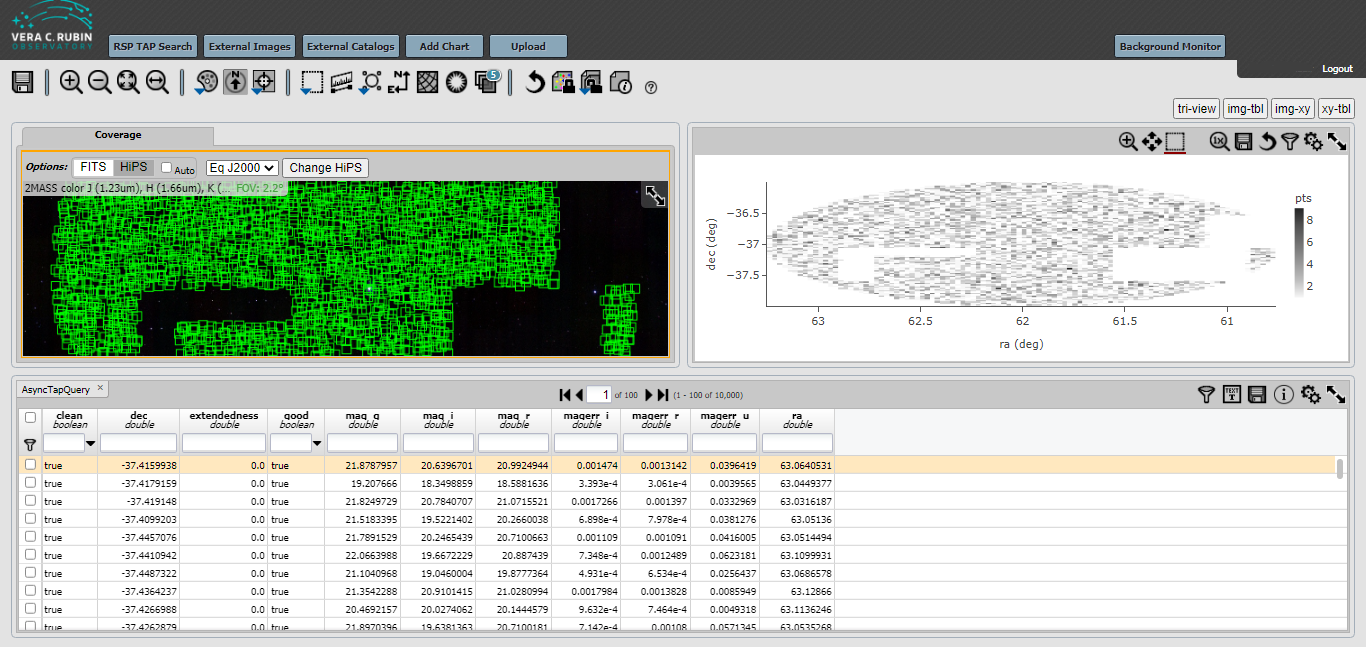 VERA C. RUBIN
OBSERVATORY
RSP TAP Search External Images External Catalogs Add Chart Upload Background Monitor
Logout
N 5 N E
tri-view img-tbl img-xy xy-tbl
Coverage
Options: FITS HiPS Auto Eq J2000 Change HiPS
2MASS color J (1.23um), H (1.66um), K (... FOV: 2.2°
1x
dec (deg)
−36.5
−37
−37.5
63 62.5 62 61.5 61
ra (deg)
pts
8
6
4
2
AsyncTapQuery × 1 of 100 (1 - 100 of 10,000) TEXT
clean dec extendedness good mag_g mag_i mag_r magerr_i magerr_r magerr_u ra
boolean double double boolean double double double double double double double
true -37.4159938 0.0 true 21.8787957 20.6396701 20.9924944 0.001474 0.0013142 0.0396419 63.0640531
true -37.4179159 0.0 true 19.207666 18.3498859 18.5881636 3.393e-4 3.061e-4 0.0039565 63.0449377
true -37.419148 0.0 true 21.8249729 20.7840707 21.0715521 0.0017266 0.001397 0.0332969 63.0316187
true -37.4099203 0.0 true 21.5183395 19.5221402 20.2660038 6.898e-4 7.978e-4 0.0381276 63.05136
true -37.4457076 0.0 true 21.7891529 20.2465439 20.7100663 0.001109 0.001091 0.0416005 63.0514494
true -37.4410942 0.0 true 22.0663988 19.6672229 20.887439 7.348e-4 0.0012489 0.0623181 63.1099931
true -37.4487322 0.0 true 21.1040968 19.0460004 19.8777364 4.931e-4 6.534e-4 0.0256437 63.0686578
true -37.4364237 0.0 true 21.3542288 20.9101415 21.0280994 0.0017984 0.0013828 0.0085949 63.12866
true -37.4266988 0.0 true 20.4692157 20.0274062 20.1444579 9.632e-4 7.464e-4 0.0049318 63.1136246
true -37.4262879 0.0 true 21.8970396 19.6381363 20.7100181 7.142e-4 0.00108 0.0571345 63.0535268